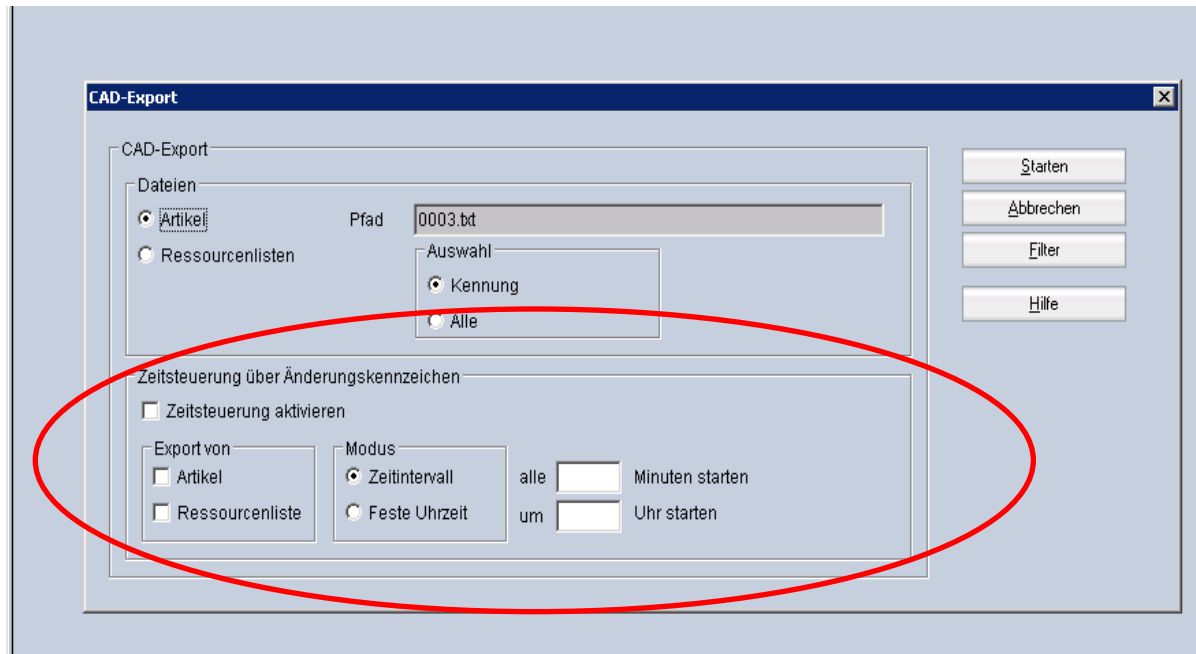 CAD-Export
CAD-Export
Starten
Dateien
Artikel Pfad 0003.txt
Abbrechen
Ressourcenlisten Auswahl Filter
Kennung
Hilfe
Alle
Zeitsteuerung über Änderungskennzeichen
Zeitsteuerung aktivieren
Export von Modus
Artikel Zeitintervall alle Minuten starten
Ressourcenliste Feste Uhrzeit um Uhr starten